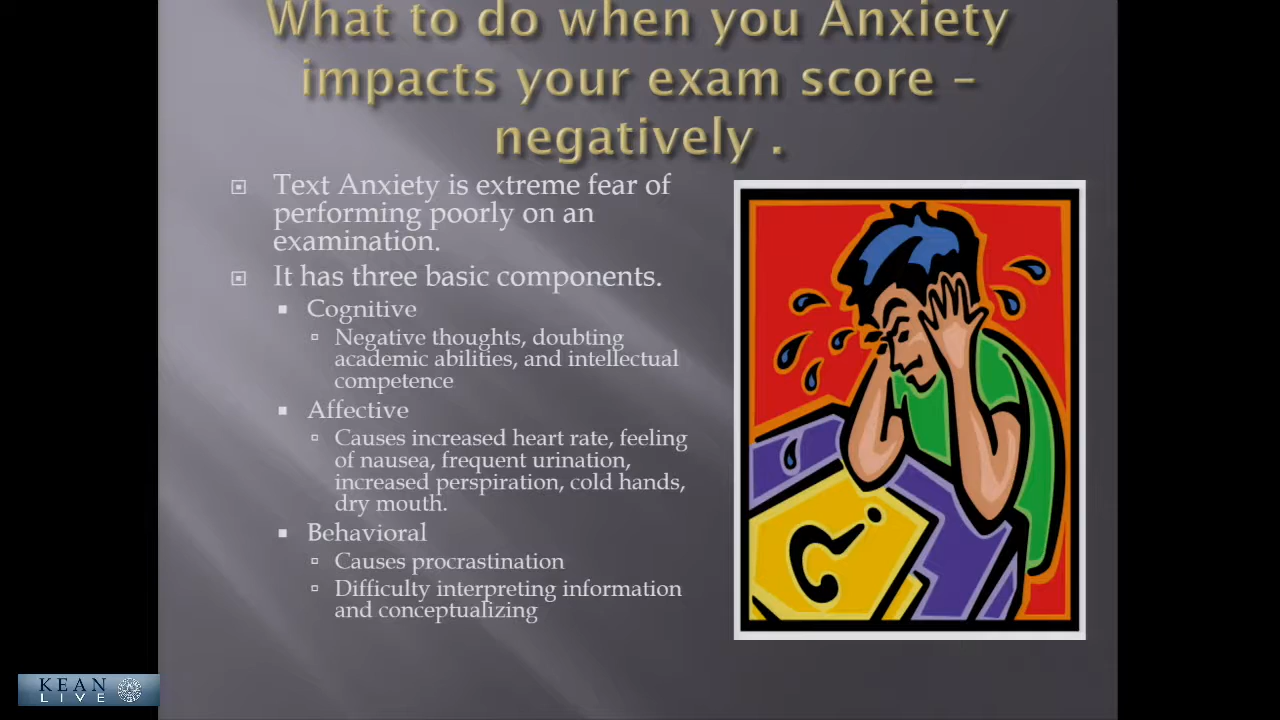 What to do when you Anxiety
impacts your exam score –
negatively .
Text Anxiety is extreme fear of
performing poorly on an
examination.
It has three basic components.
Cognitive
Negative thoughts, doubting
academic abilities, and intellectual
competence
Affective
Causes increased heart rate, feeling
of nausea, frequent urination,
increased perspiration, cold hands,
dry mouth.
Behavioral
Causes procrastination
Difficulty interpreting information
and conceptualizing
KEAN
LIVE